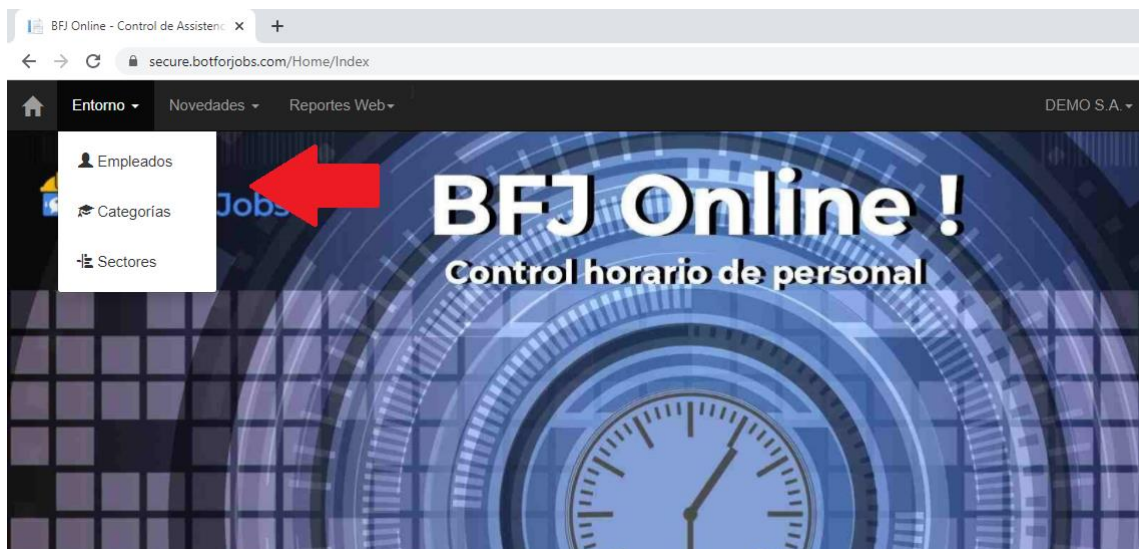 BFJ Online - Control de Assistenc
secure.botforjobs.com/Home/Index
Entorno Novedades Reportes Web DEMO S.A.
Empleados
Categorías
Sectores
Jobs
BFJ Online !
Control horario de personal